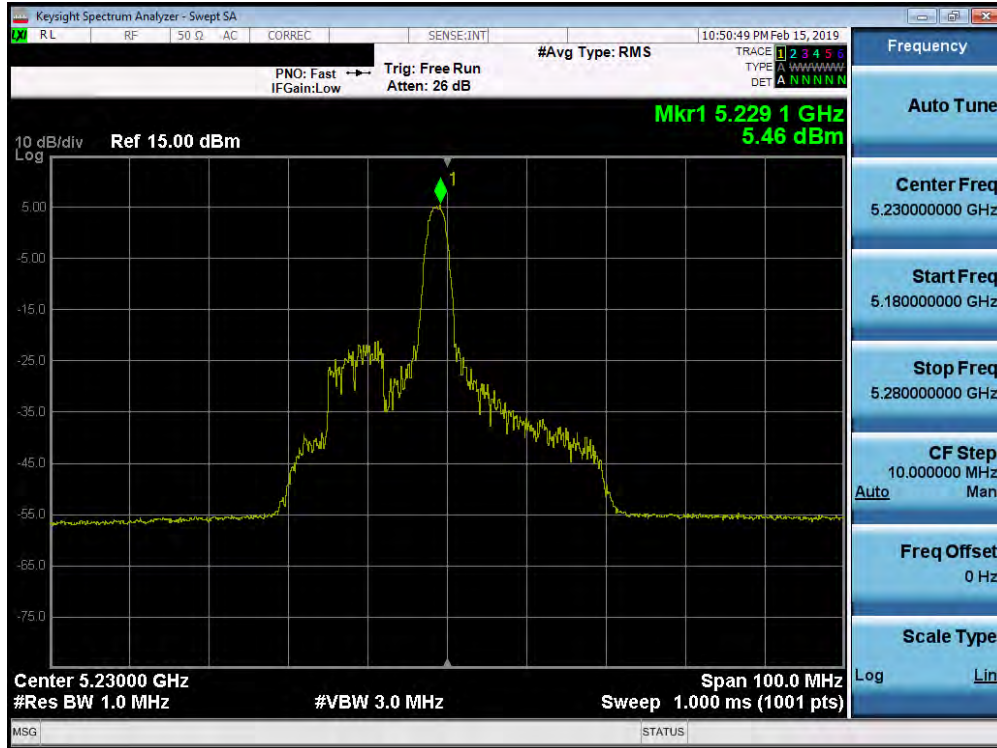 Keysight Spectrum Analyzer - Swept SA
LXI RL RF 50 Ω AC CORREC SENSE:INT 10:50:49 PM Feb 15, 2019
#Avg Type: RMS
TRACE 1 2 3 4 5 6
TYPE A WWWWW
DET A N N N N N
PNO: Fast Trig: Free Run
IFGain:Low Atten: 26 dB
Mkr1 5.229 1 GHz
5.46 dBm
10 dB/div Ref 15.00 dBm
Log
1
5.00
-5.00
-15.0
-25.0
-35.0
-45.0
-55.0
-65.0
-75.0
Center 5.23000 GHz Span 100.0 MHz
#Res BW 1.0 MHz #VBW 3.0 MHz Sweep 1.000 ms (1001 pts)
MSG STATUS
Frequency
Auto Tune
Center Freq
5.230000000 GHz
Start Freq
5.180000000 GHz
Stop Freq
5.280000000 GHz
CF Step
10.000000 MHz
Auto Man
Freq Offset
0 Hz
Scale Type
Log Lin